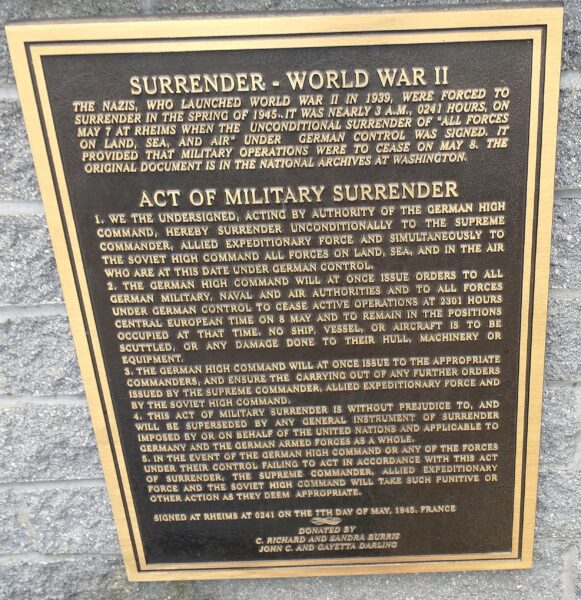 SURRENDER - WORLD WAR II
THE NAZIS, WHO LAUNCHED WORLD WAR II IN 1939, WERE FORCED TO
SURRENDER IN THE SPRING OF 1945. IT WAS NEARLY 3 A.M., 0241 HOURS, ON
MAY 7 AT RHEIMS WHEN THE UNCONDITIONAL SURRENDER OF "ALL FORCES
ON LAND, SEA, AND AIR" UNDER GERMAN CONTROL WAS SIGNED. IT
PROVIDED THAT MILITARY OPERATIONS WERE TO CEASE ON MAY 8. THE
ORIGINAL DOCUMENT IS IN THE NATIONAL ARCHIVES AT WASHINGTON.
ACT OF MILITARY SURRENDER
1. WE THE UNDERSIGNED, ACTING BY AUTHORITY OF THE GERMAN HIGH
COMMAND, HEREBY SURRENDER UNCONDITIONALLY TO THE SUPREME
COMMANDER, ALLIED EXPEDITIONARY FORCE AND SIMULTANEOUSLY TO
THE SOVIET HIGH COMMAND ALL FORCES ON LAND, SEA, AND IN THE AIR
WHO ARE AT THIS DATE UNDER GERMAN CONTROL.
2. THE GERMAN HIGH COMMAND WILL AT ONCE ISSUE ORDERS TO ALL
GERMAN MILITARY, NAVAL AND AIR AUTHORITIES AND TO ALL FORCES
UNDER GERMAN CONTROL TO CEASE ACTIVE OPERATIONS AT 2301 HOURS
CENTRAL EUROPEAN TIME ON 8 MAY AND TO REMAIN IN THE POSITIONS
OCCUPIED AT THAT TIME. NO SHIP, VESSEL, OR AIRCRAFT IS TO BE
SCUTTLED, OR ANY DAMAGE DONE TO THEIR HULL, MACHINERY OR
EQUIPMENT.
3. THE GERMAN HIGH COMMAND WILL AT ONCE ISSUE TO THE APPROPRIATE
COMMANDERS, AND ENSURE THE CARRYING OUT OF ANY FURTHER ORDERS
ISSUED BY THE SUPREME COMMANDER, ALLIED EXPEDITIONARY FORCE AND
BY THE SOVIET HIGH COMMAND.
4. THIS ACT OF MILITARY SURRENDER IS WITHOUT PREJUDICE TO, AND
WILL BE SUPERSEDED BY ANY GENERAL INSTRUMENT OF SURRENDER
IMPOSED BY OR ON BEHALF OF THE UNITED NATIONS AND APPLICABLE TO
GERMANY AND THE GERMAN ARMED FORCES AS A WHOLE.
5. IN THE EVENT OF THE GERMAN HIGH COMMAND OR ANY OF THE FORCES
UNDER THEIR CONTROL FAILING TO ACT IN ACCORDANCE WITH THIS ACT
OF SURRENDER, THE SUPREME COMMANDER, ALLIED EXPEDITIONARY
FORCE AND THE SOVIET HIGH COMMAND WILL TAKE SUCH PUNITIVE OR
OTHER ACTION AS THEY DEEM APPROPRIATE.
SIGNED AT RHEIMS AT 0241 ON THE 7TH DAY OF MAY, 1945. FRANCE
DONATED BY
C. RICHARD AND SANDRA BURRIS
JOHN C. AND GAYETTA DARLING